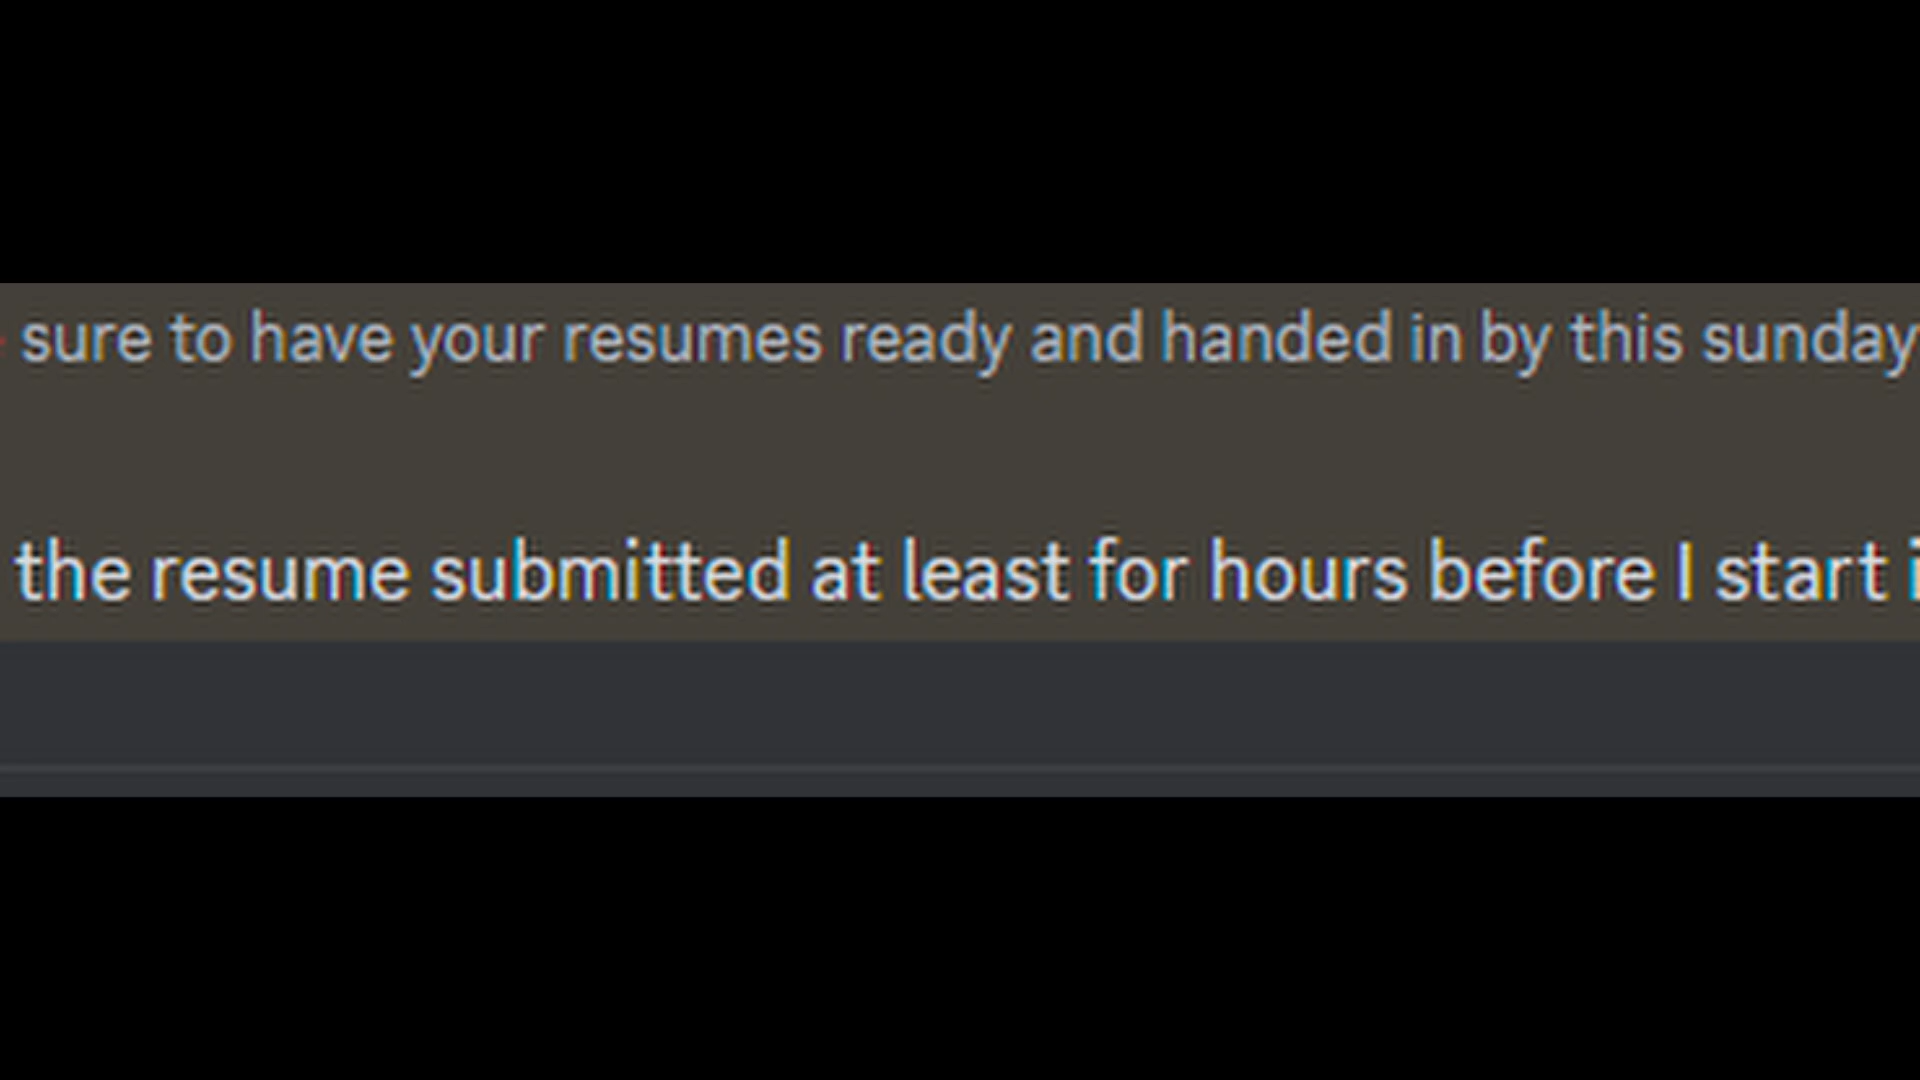 sure to have your resumes ready and handed in by this sunday
the resume submitted at least for hours before I start